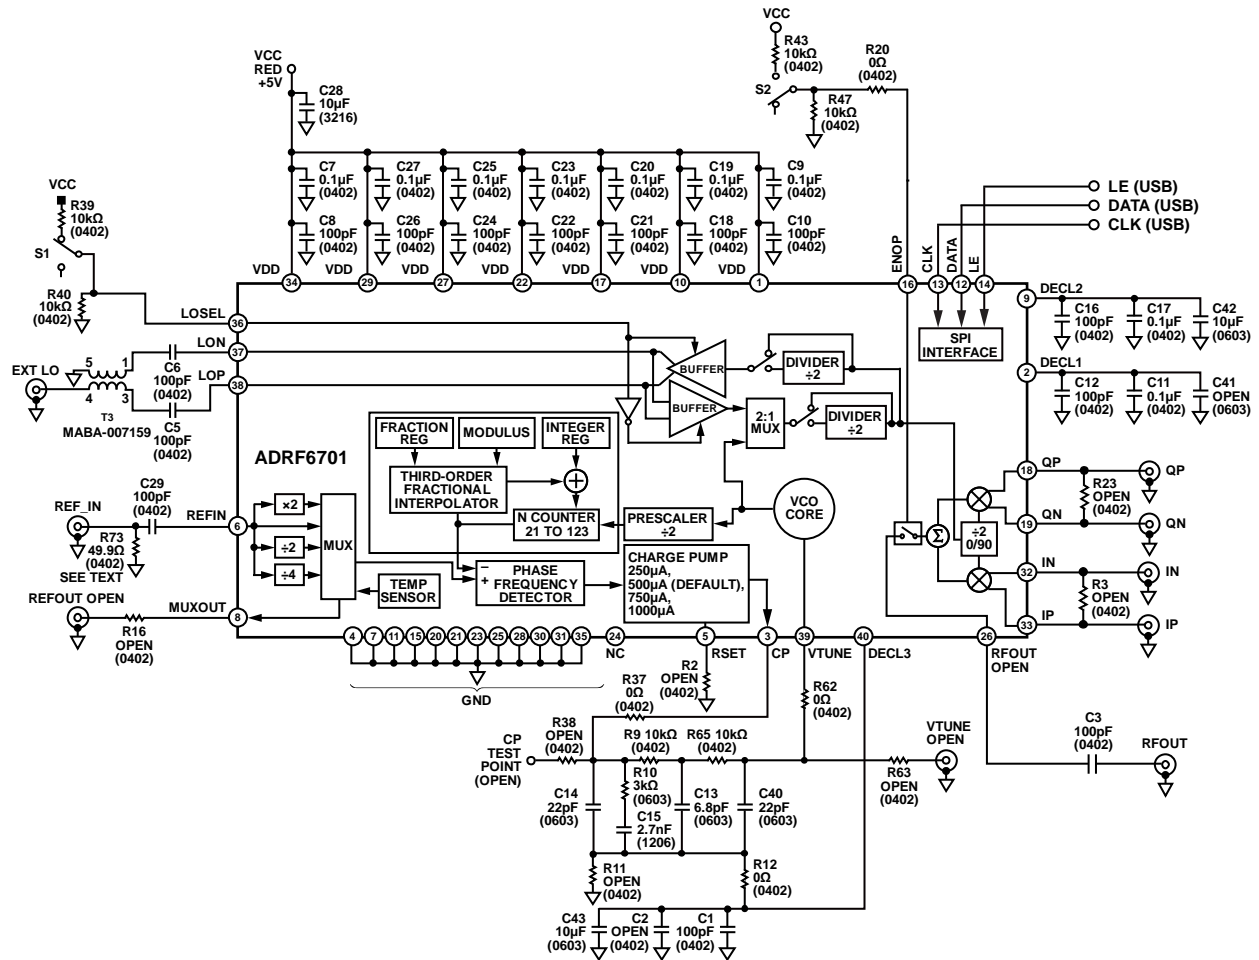 VCC
RED
+5V
C28
10µF
(3216)
VCC
R43
10kΩ
(0402)
S2
R47
10kΩ
(0402)
R20
0Ω
(0402)
C7
0.1µF
(0402)
C27
0.1µF
(0402)
C25
0.1µF
(0402)
C23
0.1µF
(0402)
C20
0.1µF
(0402)
C19
0.1µF
(0402)
C9
0.1µF
(0402)
C8
100pF
(0402)
C26
100pF
(0402)
C24
100pF
(0402)
C22
100pF
(0402)
C21
100pF
(0402)
C18
100pF
(0402)
C10
100pF
(0402)
LE (USB)
DATA (USB)
CLK (USB)
VCC
R39
10kΩ
(0402)
S1
R40
10kΩ
(0402)
VDD
34
VDD
29
VDD
27
VDD
22
VDD
17
VDD
10
VDD
1
ENOP
16
CLK
13
DATA
12
LE
14
SPI
INTERFACE
9
DECL2
C16
100pF
(0402)
C17
0.1µF
(0402)
C42
10µF
(0603)
2
DECL1
C12
100pF
(0402)
C11
0.1µF
(0402)
C41
OPEN
(0603)
LOSEL
36
LON
37
LOP
38
EXT LO
5
1
4
3
T3
MABA-007159
C6
100pF
(0402)
C5
100pF
(0402)
BUFFER
BUFFER
DIVIDER
÷2
2:1
MUX
DIVIDER
÷2
ADRF6701
FRACTION
REG
MODULUS
INTEGER
REG
THIRD-ORDER
FRACTIONAL
INTERPOLATOR
+
N COUNTER
21 TO 123
PRESCALER
÷2
VCO
CORE
REF_IN
C29
100pF
(0402)
R73
49.9Ω
(0402)
SEE TEXT
REFIN
6
×2
÷2
÷4
MUX
TEMP
SENSOR
−
+
PHASE
FREQUENCY
DETECTOR
CHARGE PUMP
250µA,
500µA (DEFAULT),
750µA,
1000µA
Σ
÷2
0/90
18
QP
R23
OPEN
(0402)
QP
19
QN
QN
32
IN
R3
OPEN
(0402)
IN
33
IP
IP
REFOUT OPEN
R16
OPEN
(0402)
MUXOUT
8
4
7
11
15
20
21
23
25
28
30
31
35
GND
24
NC
5
RSET
3
CP
39
VTUNE
40
DECL3
26
RFOUT
OPEN
R2
OPEN
(0402)
R37
0Ω
(0402)
R62
0Ω
(0402)
CP
TEST
POINT
(OPEN)
R38
OPEN
(0402)
R9 10kΩ
(0402)
R65 10kΩ
(0402)
R63
OPEN
(0402)
VTUNE
OPEN
C3
100pF
(0402)
RFOUT
C14
22pF
(0603)
R10
3kΩ
(0603)
C15
2.7nF
(1206)
C13
6.8pF
(0603)
C40
22pF
(0603)
R11
OPEN
(0402)
R12
0Ω
(0402)
C43
10µF
(0603)
C2
OPEN
(0402)
C1
100pF
(0402)